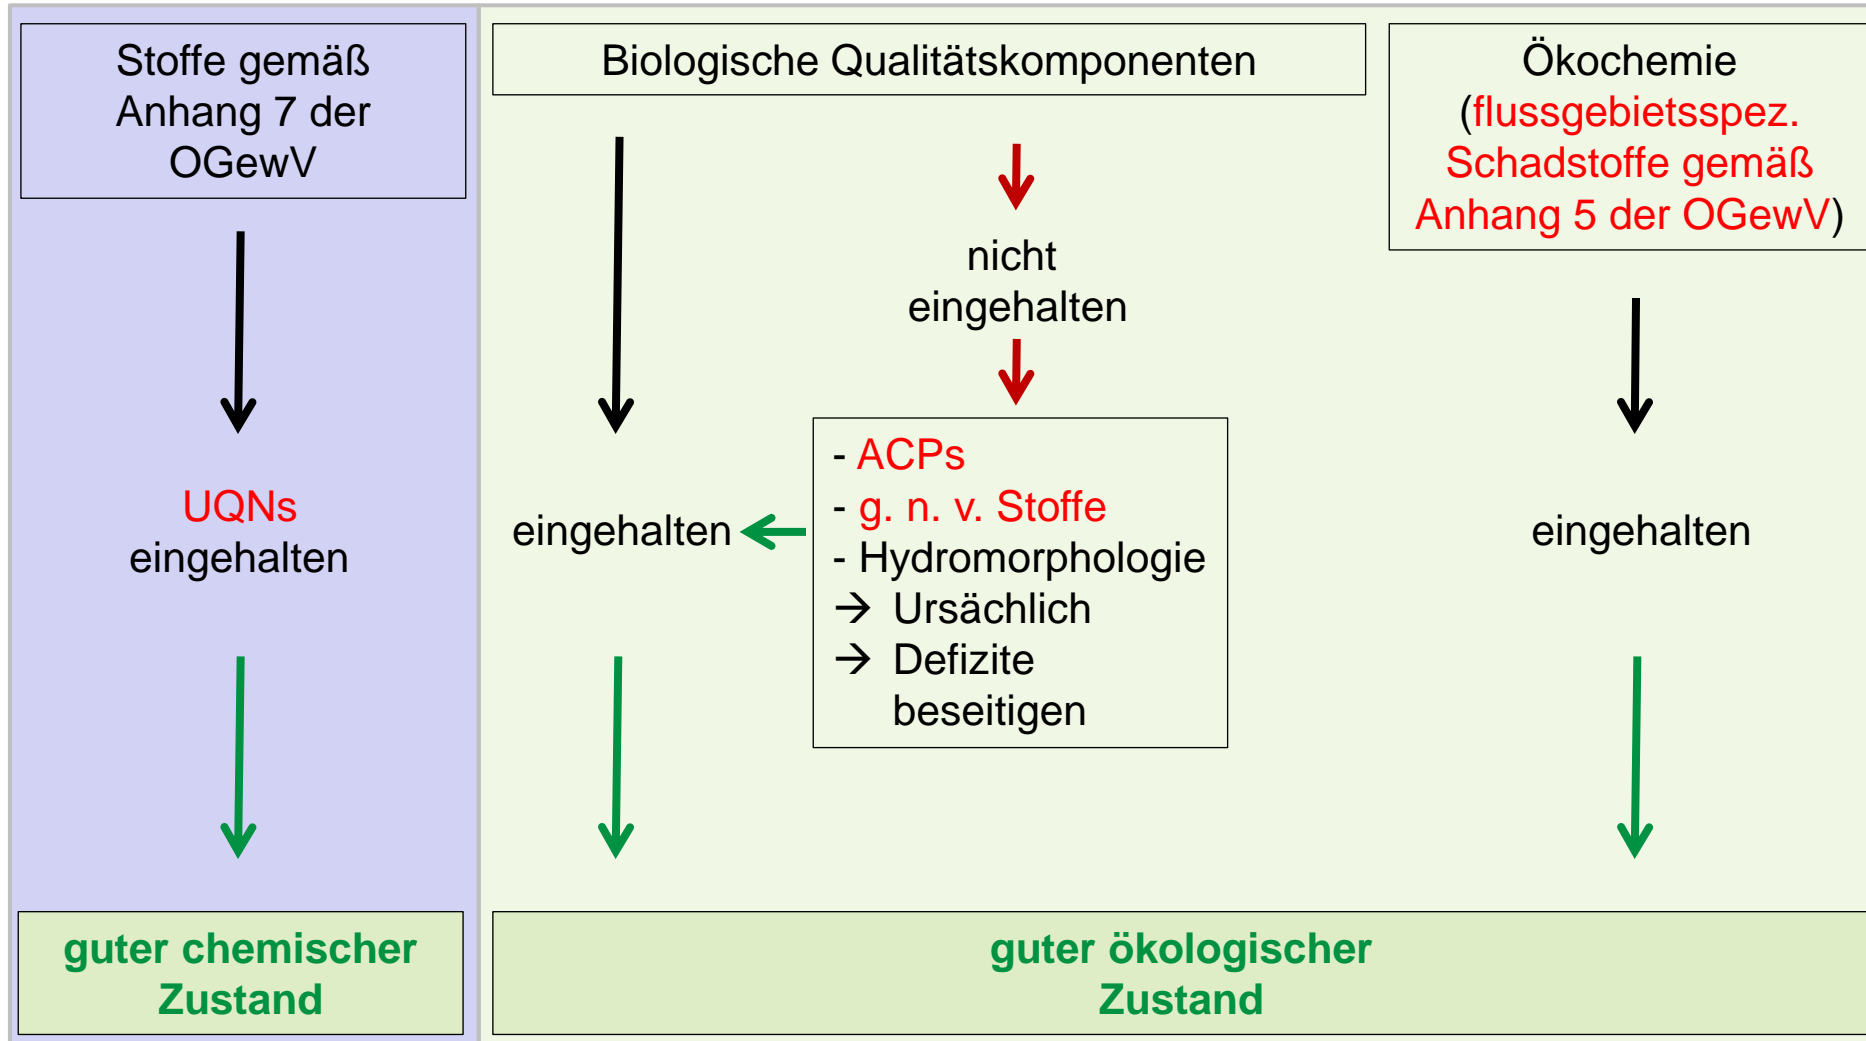 Stoffe gemäß
Anhang 7 der
OGewV
Biologische Qualitätskomponenten
Ökochemie
(flussgebietsspez.
Schadstoffe gemäß
Anhang 5 der OGewV)
nicht
eingehalten
UQNs
eingehalten
eingehalten
- ACPs
- g. n. v. Stoffe
- Hydromorphologie
→ Ursächlich
→ Defizite
beseitigen
eingehalten
guter chemischer
Zustand
guter ökologischer
Zustand